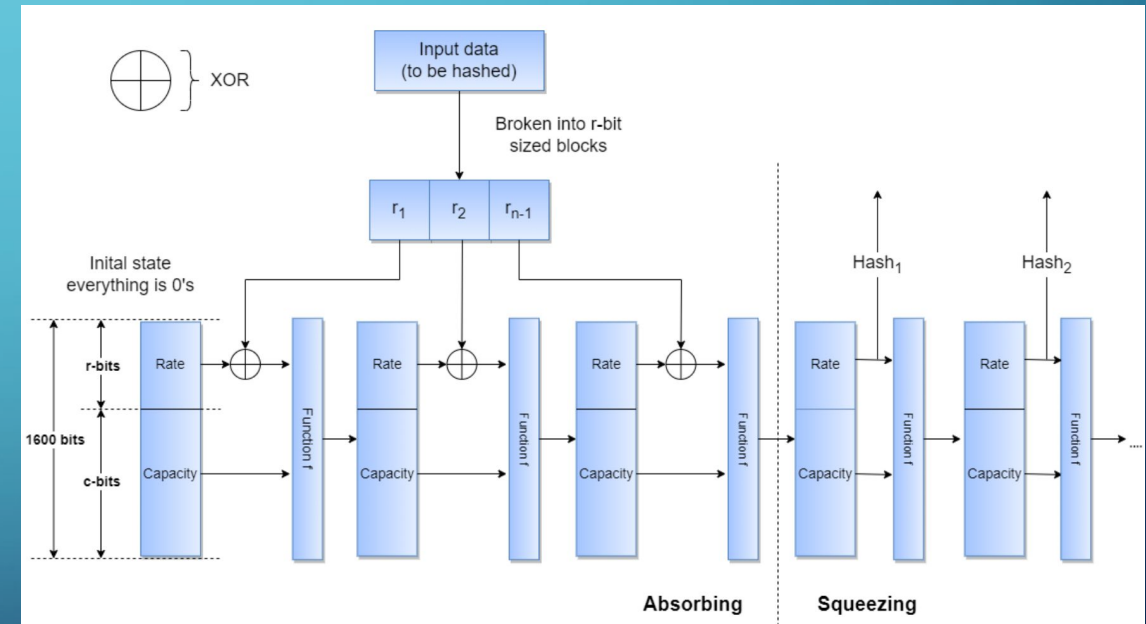 XOR
Input data
(to be hashed)
Broken into r-bit
sized blocks
r1
r2
rn-1
Inital state
everything is 0's
Hash1
Hash2
1600 bits
r-bits
c-bits
Rate
Capacity
Function f
Rate
Capacity
Function f
Rate
Capacity
Function f
Rate
Capacity
Function f
Rate
Capacity
Function f
....
Absorbing
Squeezing